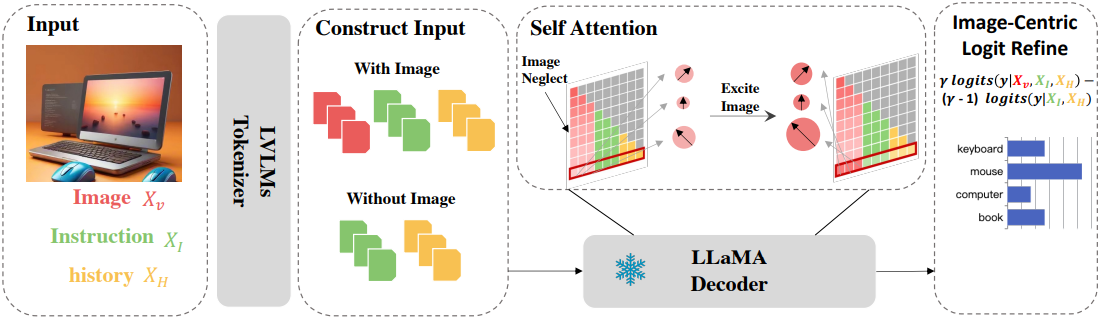 Input
Image X_v
Instruction X_I
history X_H
LVLMs
Tokenizer
Construct Input
With Image
Without Image
Self Attention
Image
Neglect
Excite
Image
LLaMA
Decoder
Image-Centric
Logit Refine
γ logits(y|X_v, X_I, X_H) −
(γ - 1) logits(y|X_I, X_H)
keyboard
mouse
computer
book